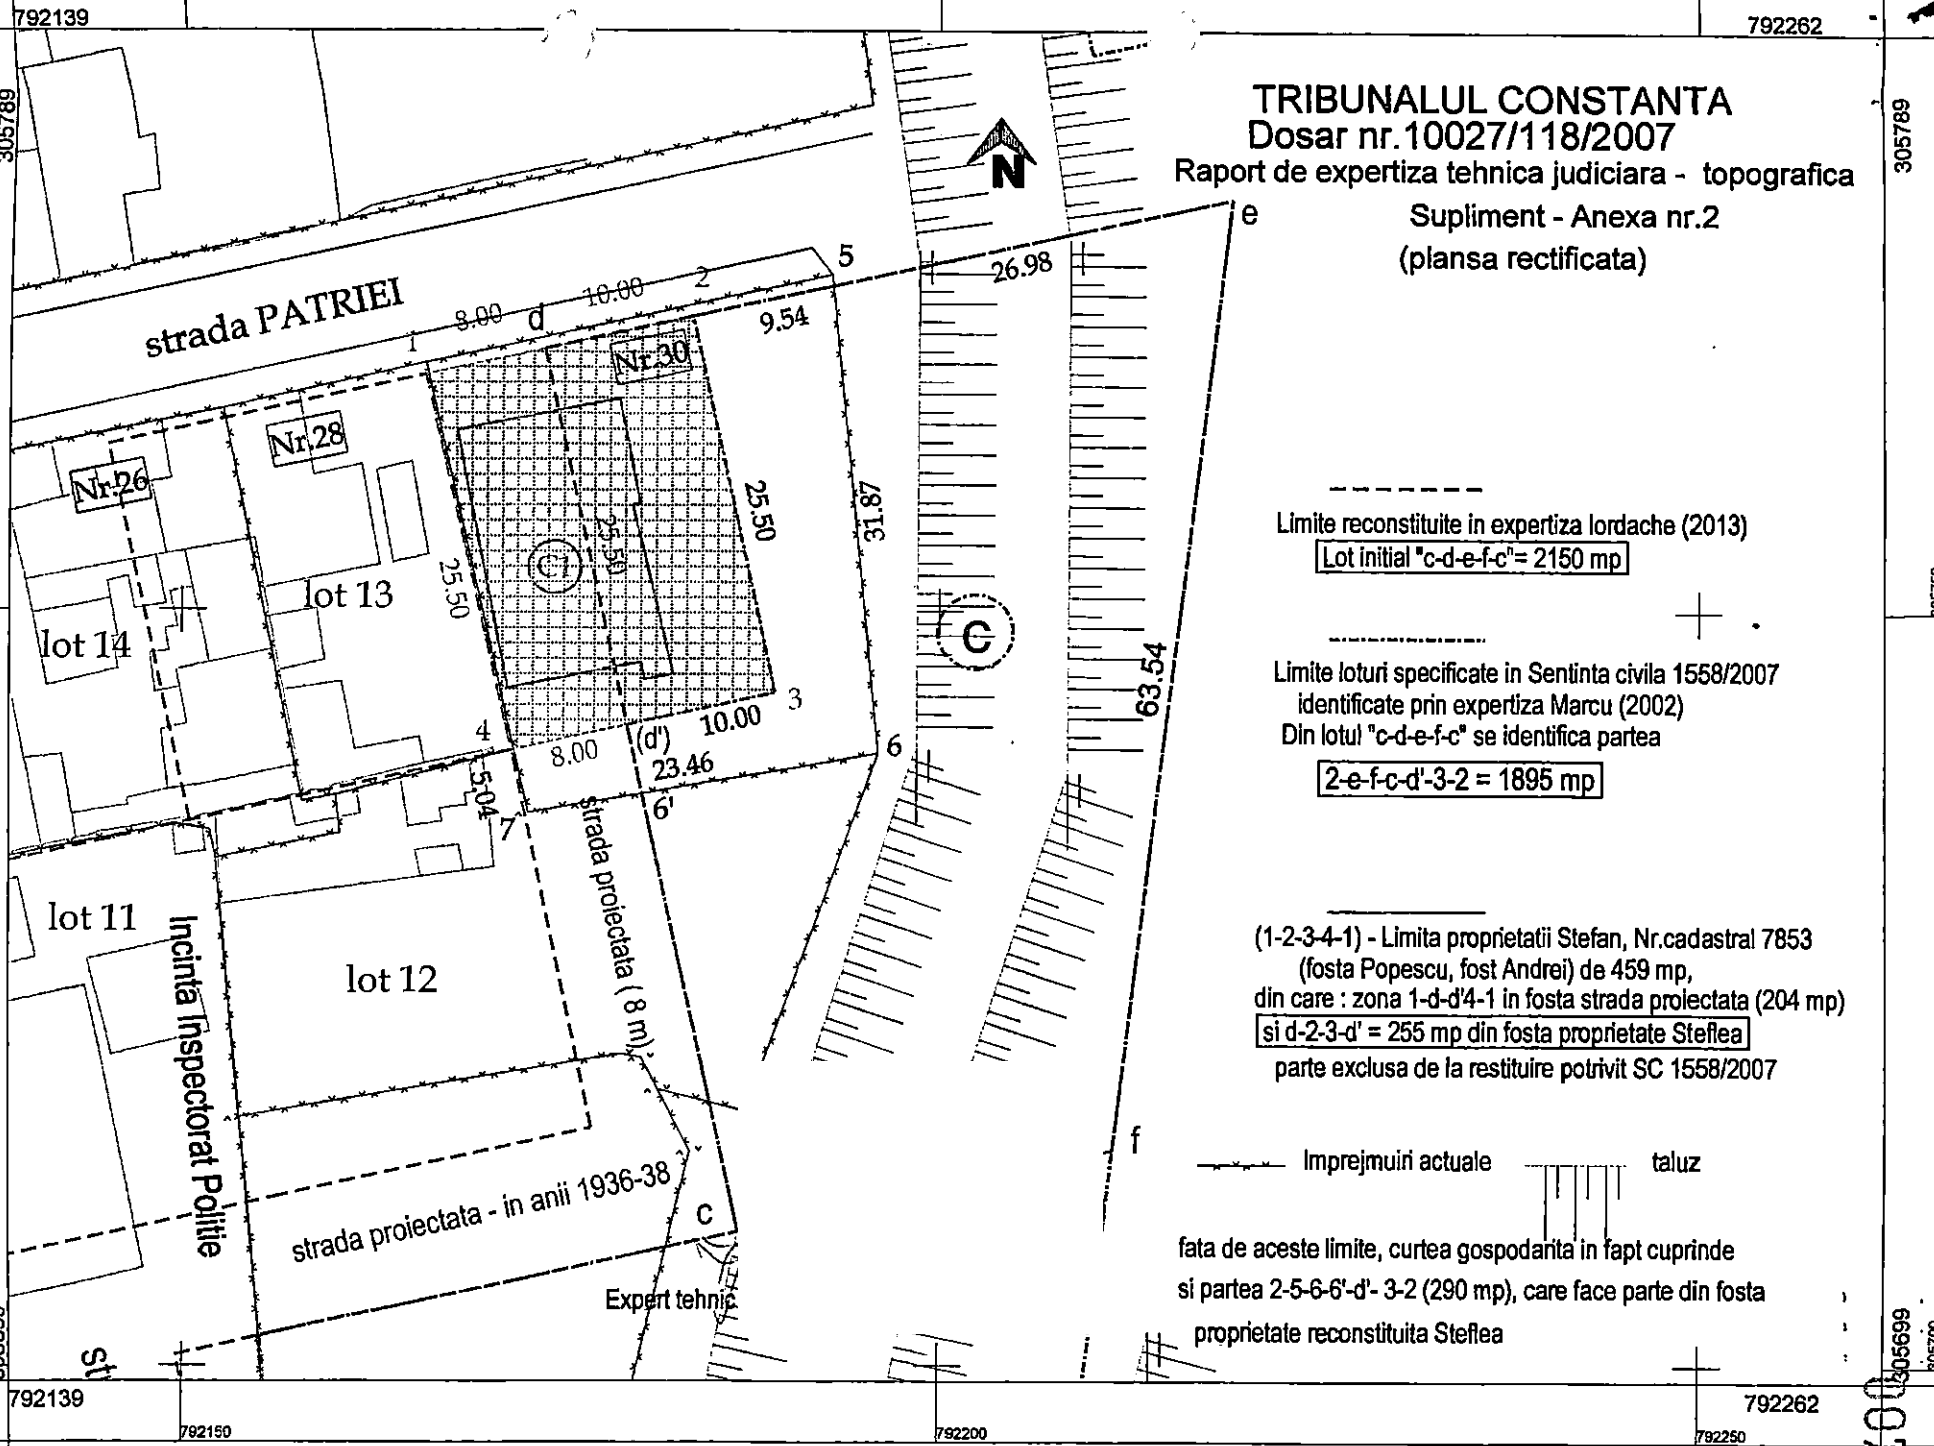 792139
792262
305789
305789
TRIBUNALUL CONSTANTA
Dosar nr.10027/118/2007
Raport de expertiza tehnica judiciara - topografica
Supliment - Anexa nr.2
(plansa rectificata)
N
e
5
26.98
strada PATRIEI
1
8.00
d
10.00
2
9.54
Nr.30
Nr.28
Nr.26
25.50
31.87
25.50
25.50
C1
lot 13
lot 14
C
63.54
Limite reconstituite in expertiza Iordache (2013)
Lot initial "c-d-e-f-c"= 2150 mp
Limite loturi specificate in Sentinta civila 1558/2007
identificate prin expertiza Marcu (2002)
Din lotul "c-d-e-f-c" se identifica partea
2-e-f-c-d'-3-2 = 1895 mp
3
4
8.00
(d')
10.00
23.46
6
5.04
7
6'
strada proiectata ( 8 m)
lot 11
lot 12
Incinta Inspectorat Politie
(1-2-3-4-1) - Limita proprietatii Stefan, Nr.cadastral 7853
(fosta Popescu, fost Andrei) de 459 mp,
din care : zona 1-d-d'4-1 in fosta strada proiectata (204 mp)
si d-2-3-d' = 255 mp din fosta proprietate Steflea
parte exclusa de la restituire potrivit SC 1558/2007
f
Imprejmuiri actuale
taluz
strada proiectata - in anii 1936-38
c
Expert tehnic
fata de aceste limite, curtea gospodarita in fapt cuprinde
si partea 2-5-6-6'-d'- 3-2 (290 mp), care face parte din fosta
proprietate reconstituita Steflea
st
305699
792139
792262
792150
792200
792250